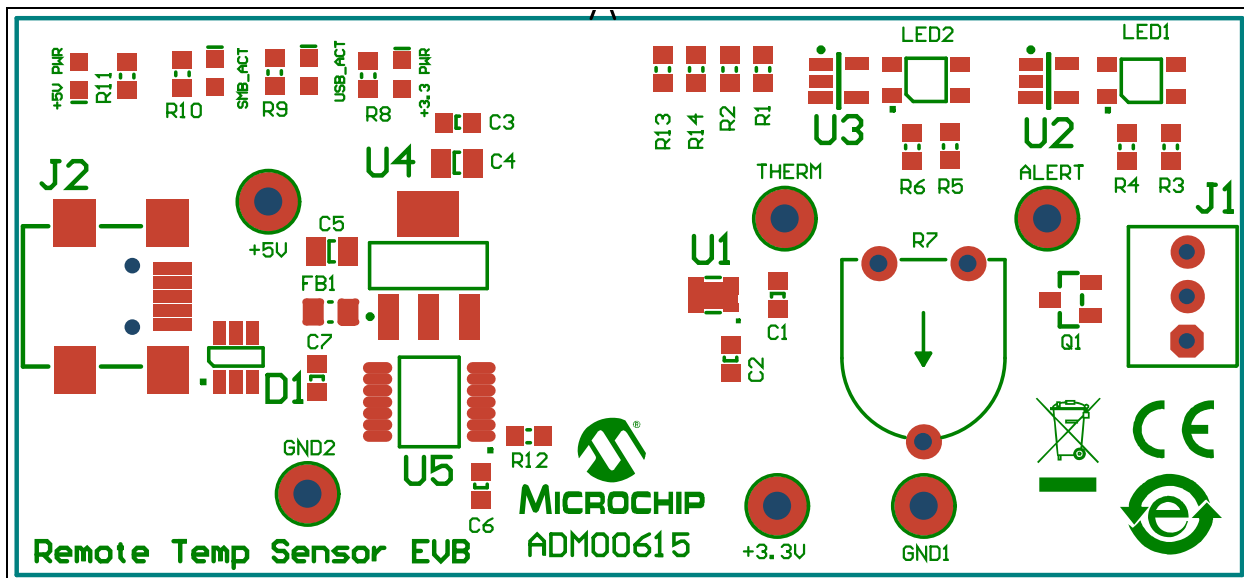 +5V PWR
R11
R10
SMB_ACT
R9
USB_ACT
R8
+3.3 PWR
C3
C4
U4
R13
R14
R2
R1
U3
LED2
R6
R5
U2
LED1
R4
R3
J2
+5V
C5
FB1
C7
D1
THERM
ALERT
J1
U1
R7
C1
C2
Q1
GND2
U5
R12
C6
®
MICROCHIP
ADM00615
+3.3V
GND1
CE
e
Remote Temp Sensor EVB